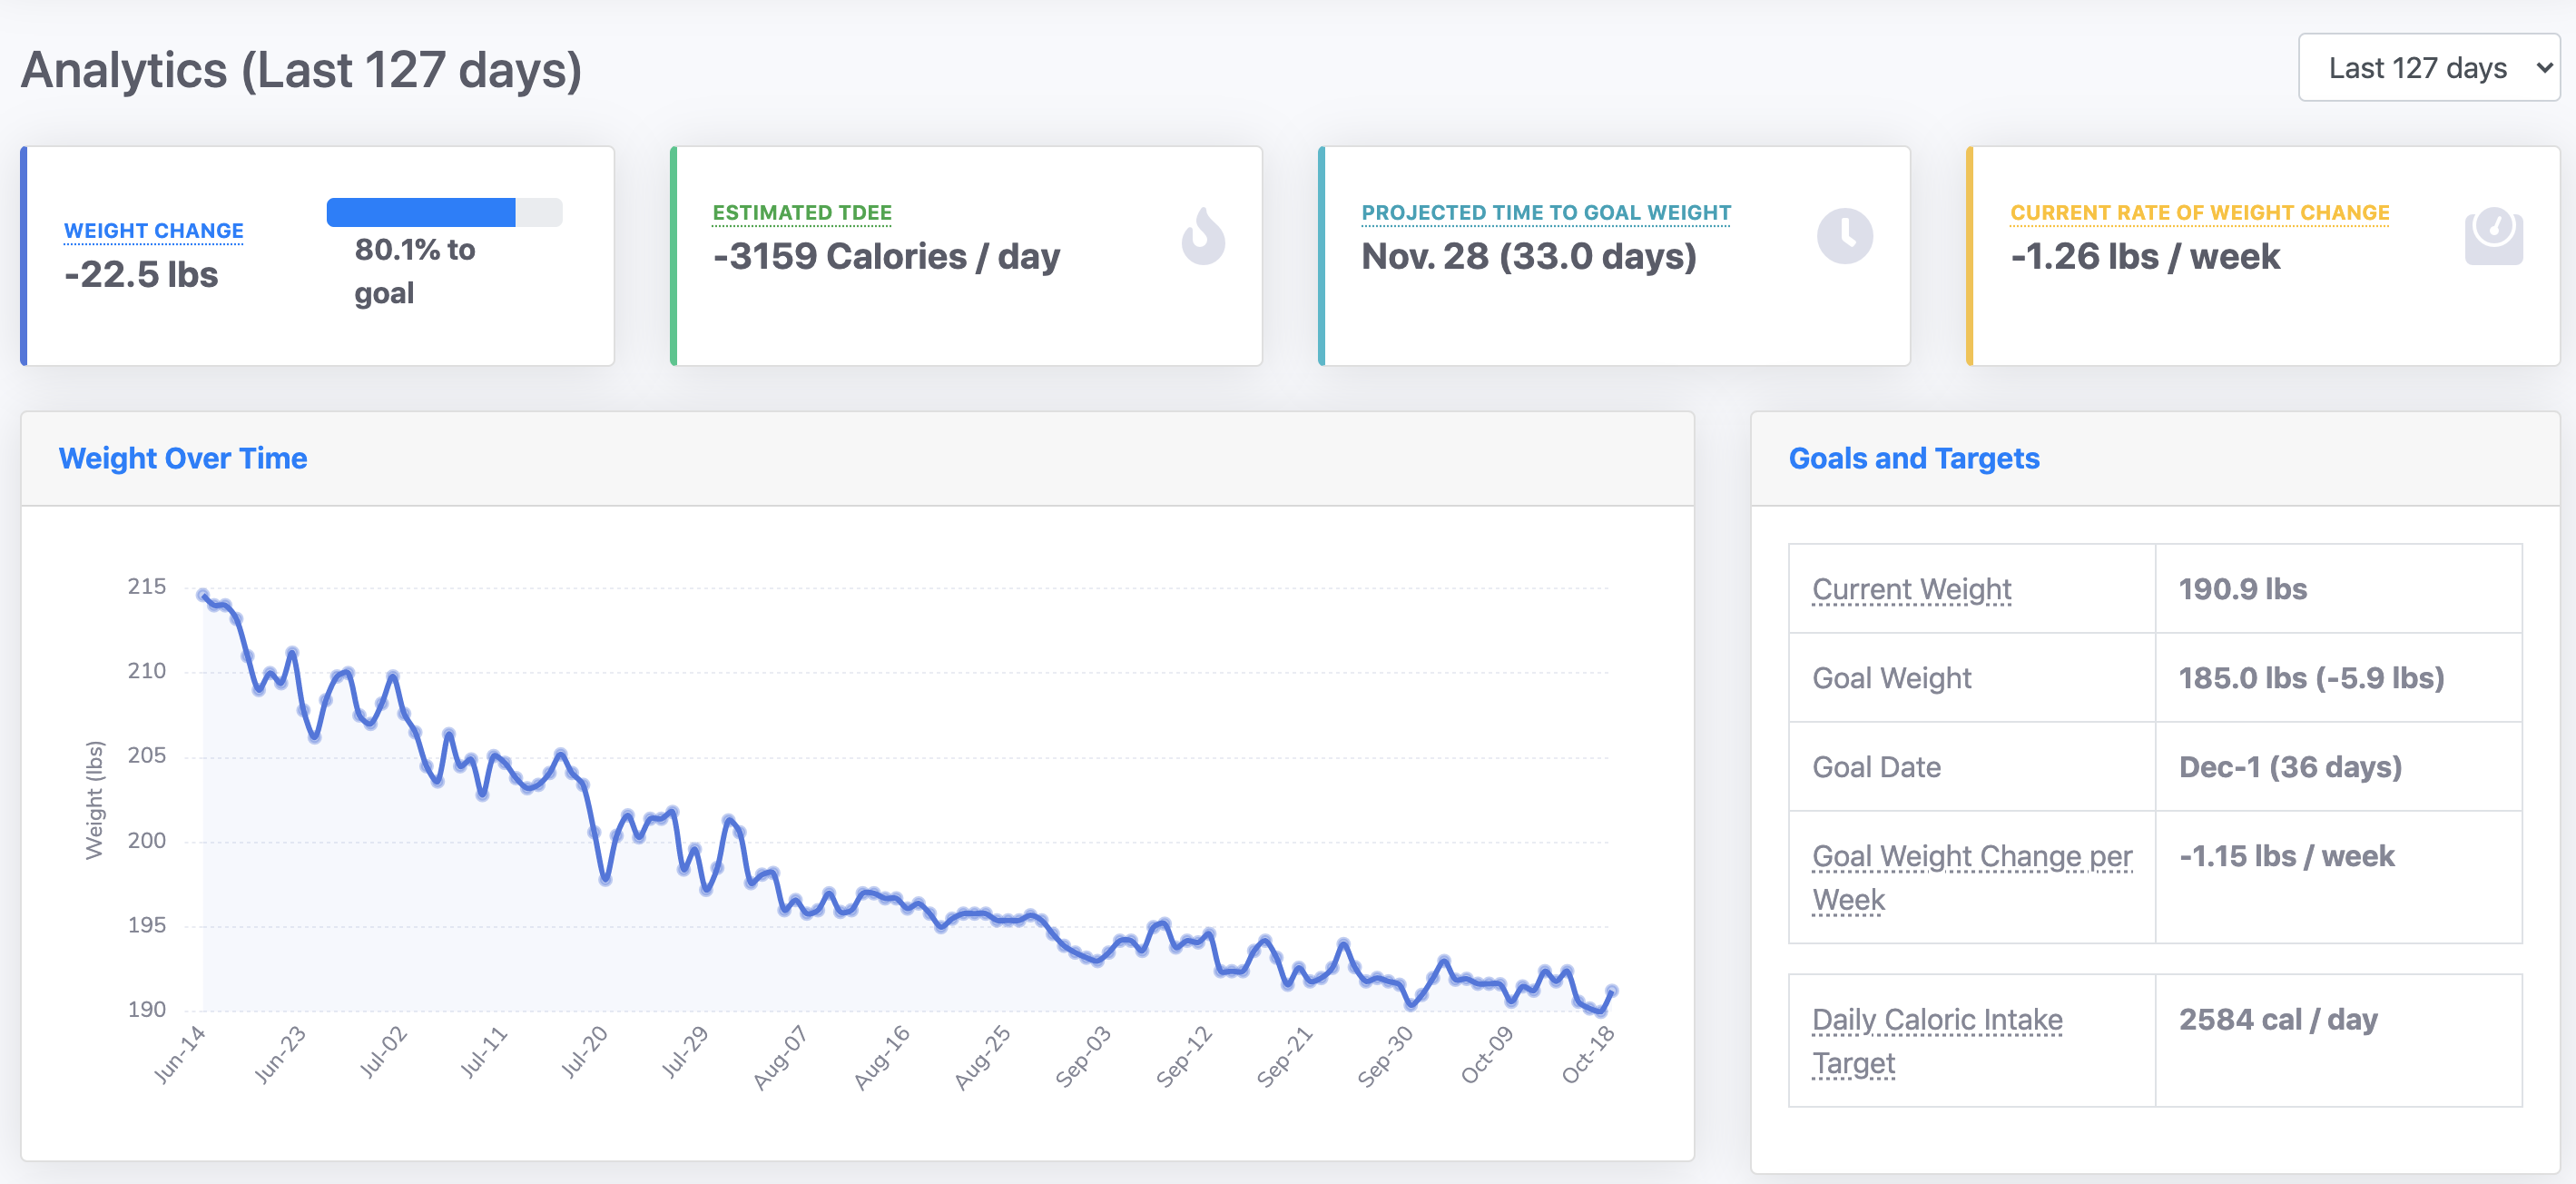 Analytics (Last 127 days)
Last 127 days
WEIGHT CHANGE
-22.5 lbs
80.1% to
goal
ESTIMATED TDEE
-3159 Calories / day
PROJECTED TIME TO GOAL WEIGHT
Nov. 28 (33.0 days)
CURRENT RATE OF WEIGHT CHANGE
-1.26 lbs / week
Weight Over Time
Weight (lbs)
215
210
205
200
195
190
Jun-14
Jun-23
Jul-02
Jul-11
Jul-20
Jul-29
Aug-07
Aug-16
Aug-25
Sep-03
Sep-12
Sep-21
Sep-30
Oct-09
Oct-18
Goals and Targets
Current Weight
190.9 lbs
Goal Weight
185.0 lbs (-5.9 lbs)
Goal Date
Dec-1 (36 days)
Goal Weight Change per
Week
-1.15 lbs / week
Daily Caloric Intake
Target
2584 cal / day